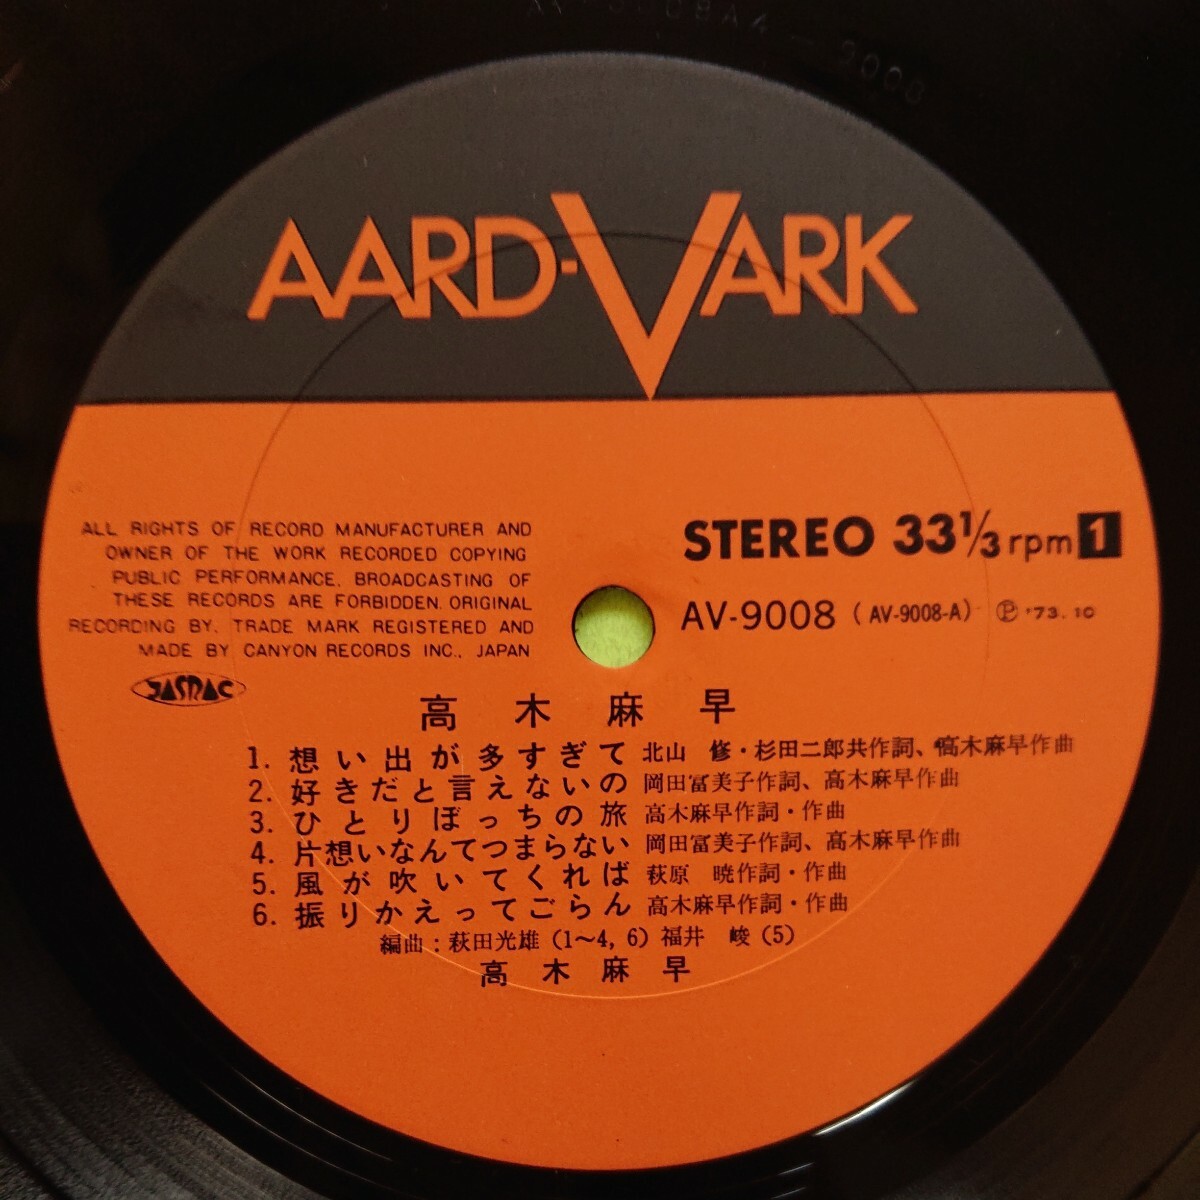 AARD-VARK
ALL RIGHTS OF RECORD MANUFACTURER AND
OWNER OF THE WORK RECORDED COPYING
PUBLIC PERFORMANCE. BROADCASTING OF
THESE RECORDS ARE FORBIDDEN. ORIGINAL
RECORDING BY. TRADE MARK REGISTERED AND
MADE BY CANYON RECORDS INC., JAPAN
JASRAC
STEREO 33⅓ rpm 1
AV-9008 (AV-9008-A) ℗ '73.10
高木麻早
1. 想い出が多すぎて 北山 修・杉田二郎共作詞、高木麻早作曲
2. 好きだと言えないの 岡田冨美子作詞、高木麻早作曲
3. ひとりぼっちの旅 高木麻早作詞・作曲
4. 片想いなんてつまらない 岡田冨美子作詞、高木麻早作曲
5. 風が吹いてくれば 萩原 暁作詞・作曲
6. 振りかえってごらん 高木麻早作詞・作曲
編曲:萩田光雄(1〜4, 6)福井 峻(5)
高木麻早